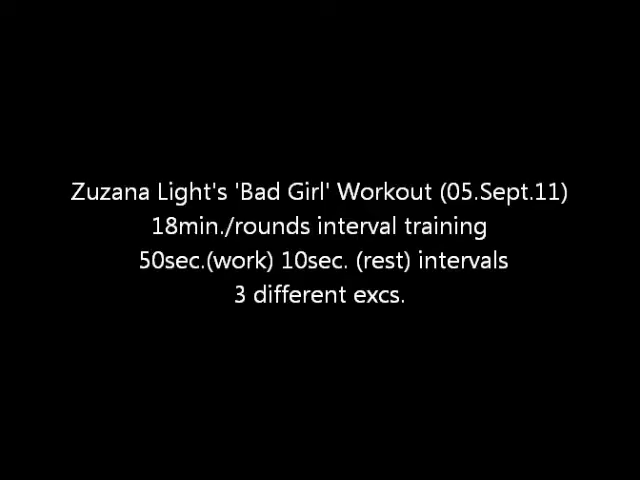 Zuzana Light's 'Bad Girl' Workout (05.Sept.11)
18min./rounds interval training
50sec.(work) 10sec. (rest) intervals
3 different excs.